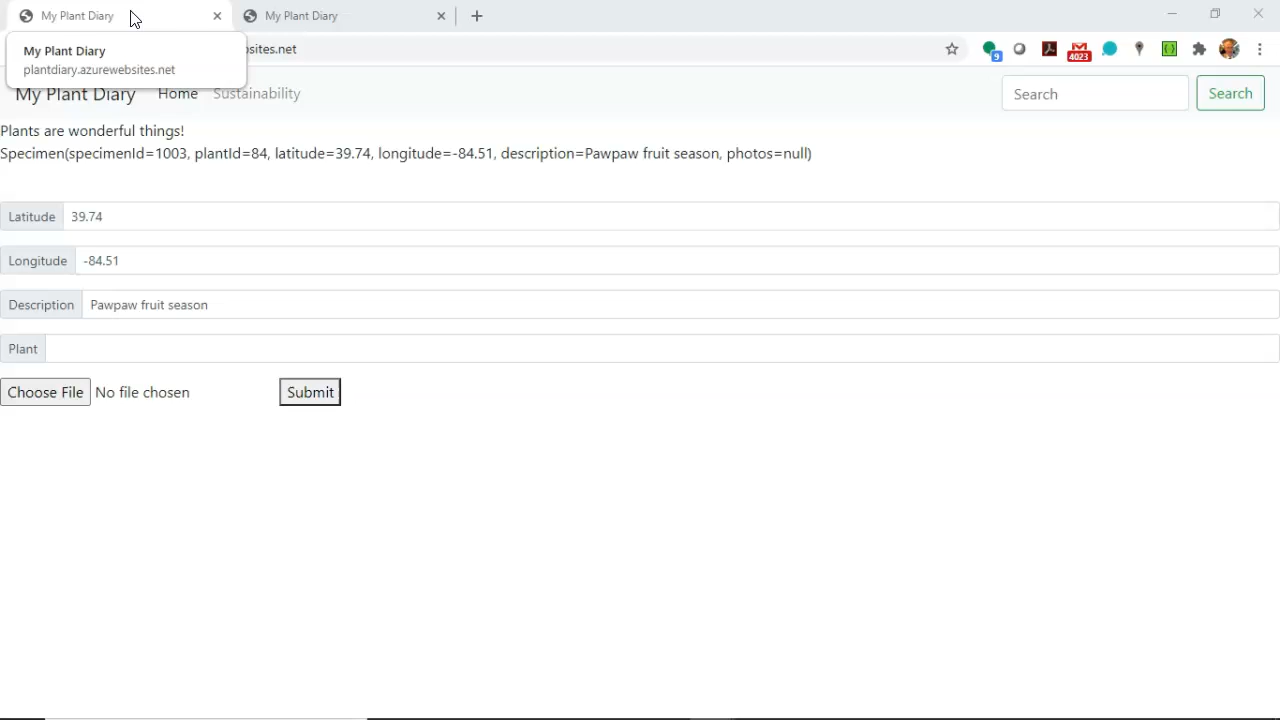 My Plant Diary
My Plant Diary
My Plant Diary
plantdiary.azurewebsites.net
bsites.net
9
4023
My Plant Diary Home Sustainability
Search Search
Plants are wonderful things!
Specimen(specimenId=1003, plantId=84, latitude=39.74, longitude=-84.51, description=Pawpaw fruit season, photos=null)
Latitude 39.74
Longitude -84.51
Description Pawpaw fruit season
Plant
Choose File No file chosen Submit